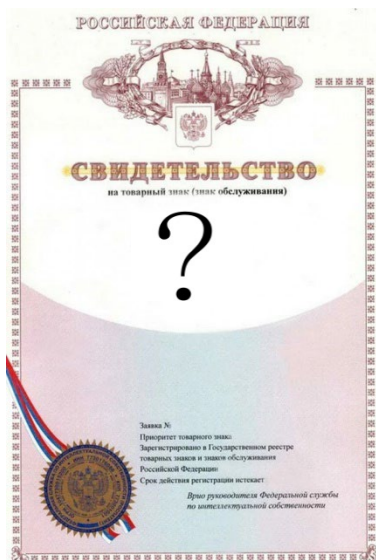 РОССИЙСКАЯ ФЕДЕРАЦИЯ
СВИДЕТЕЛЬСТВО
на товарный знак (знак обслуживания)
?
Заявка №
Приоритет товарного знака
Зарегистрировано в Государственном реестре
товарных знаков и знаков обслуживания
Российской Федерации
Срок действия регистрации истекает
Врио руководителя Федеральной службы
по интеллектуальной собственности